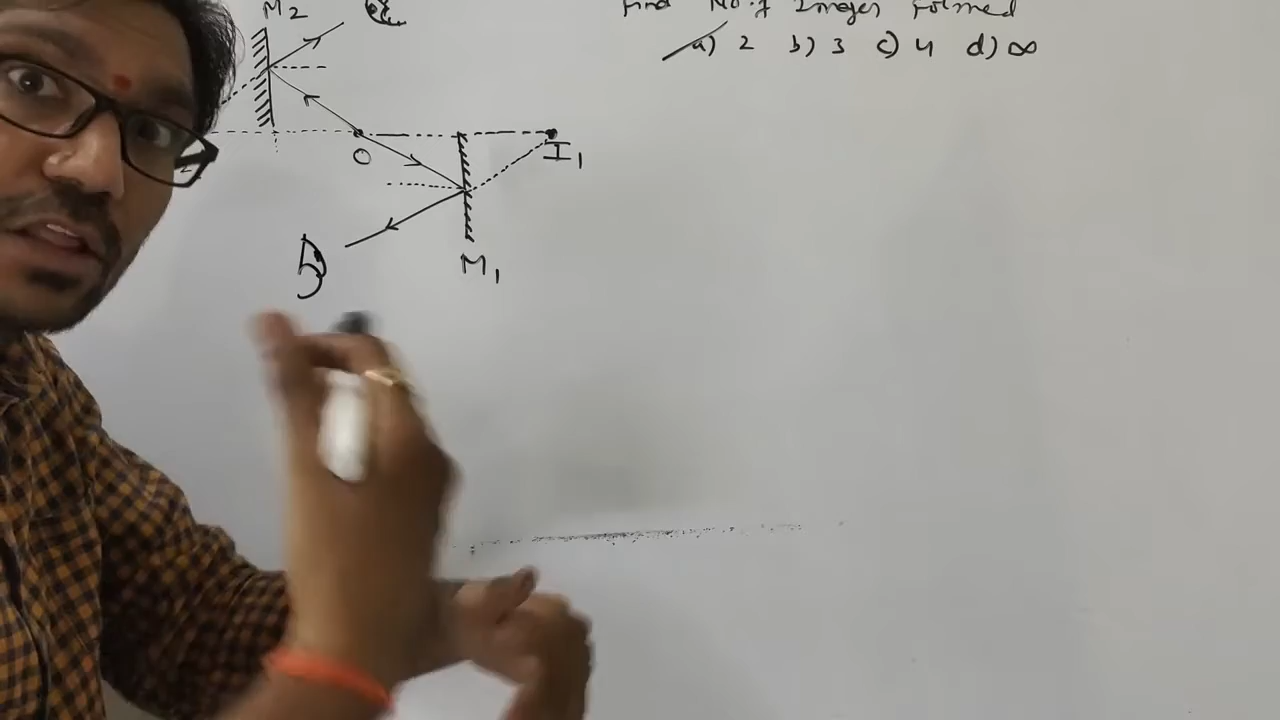 M2
Find No. of Images Formed
a) 2 b) 3 c) 4 d) ∞
O
I1
M1